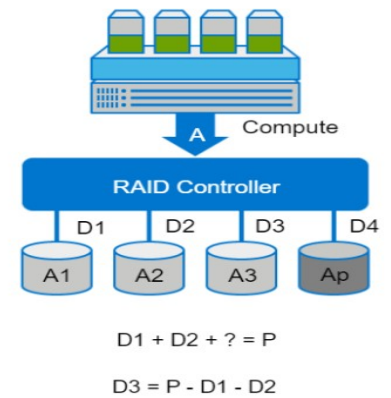 A
Compute
RAID Controller
D1 D2 D3 D4
A1 A2 A3 Ap
D1 + D2 + ? = P
D3 = P - D1 - D2